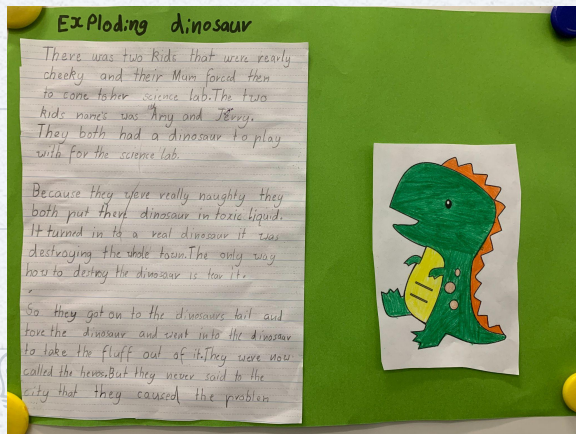 Exploding dinosaur
There was two kids that were rearly
cheeky and their Mum forced then
to come to her science lab. The two
kids name's was Amy and Jerry.
They both had a dinosaur to play
with for the science lab.
Because they were really naughty they
both put there dinosaur in toxic liquid.
It turned in to a real dinosaur it was
destroying the whole town. The only way
how to destroy the dinosaur is tear it.
So they got on to the dinosaurs tail and
tore the dinosaur and went into the dinosaur
to take the fluff out of it. They were now
called the heros. But they never said to the
city that they caused the problem